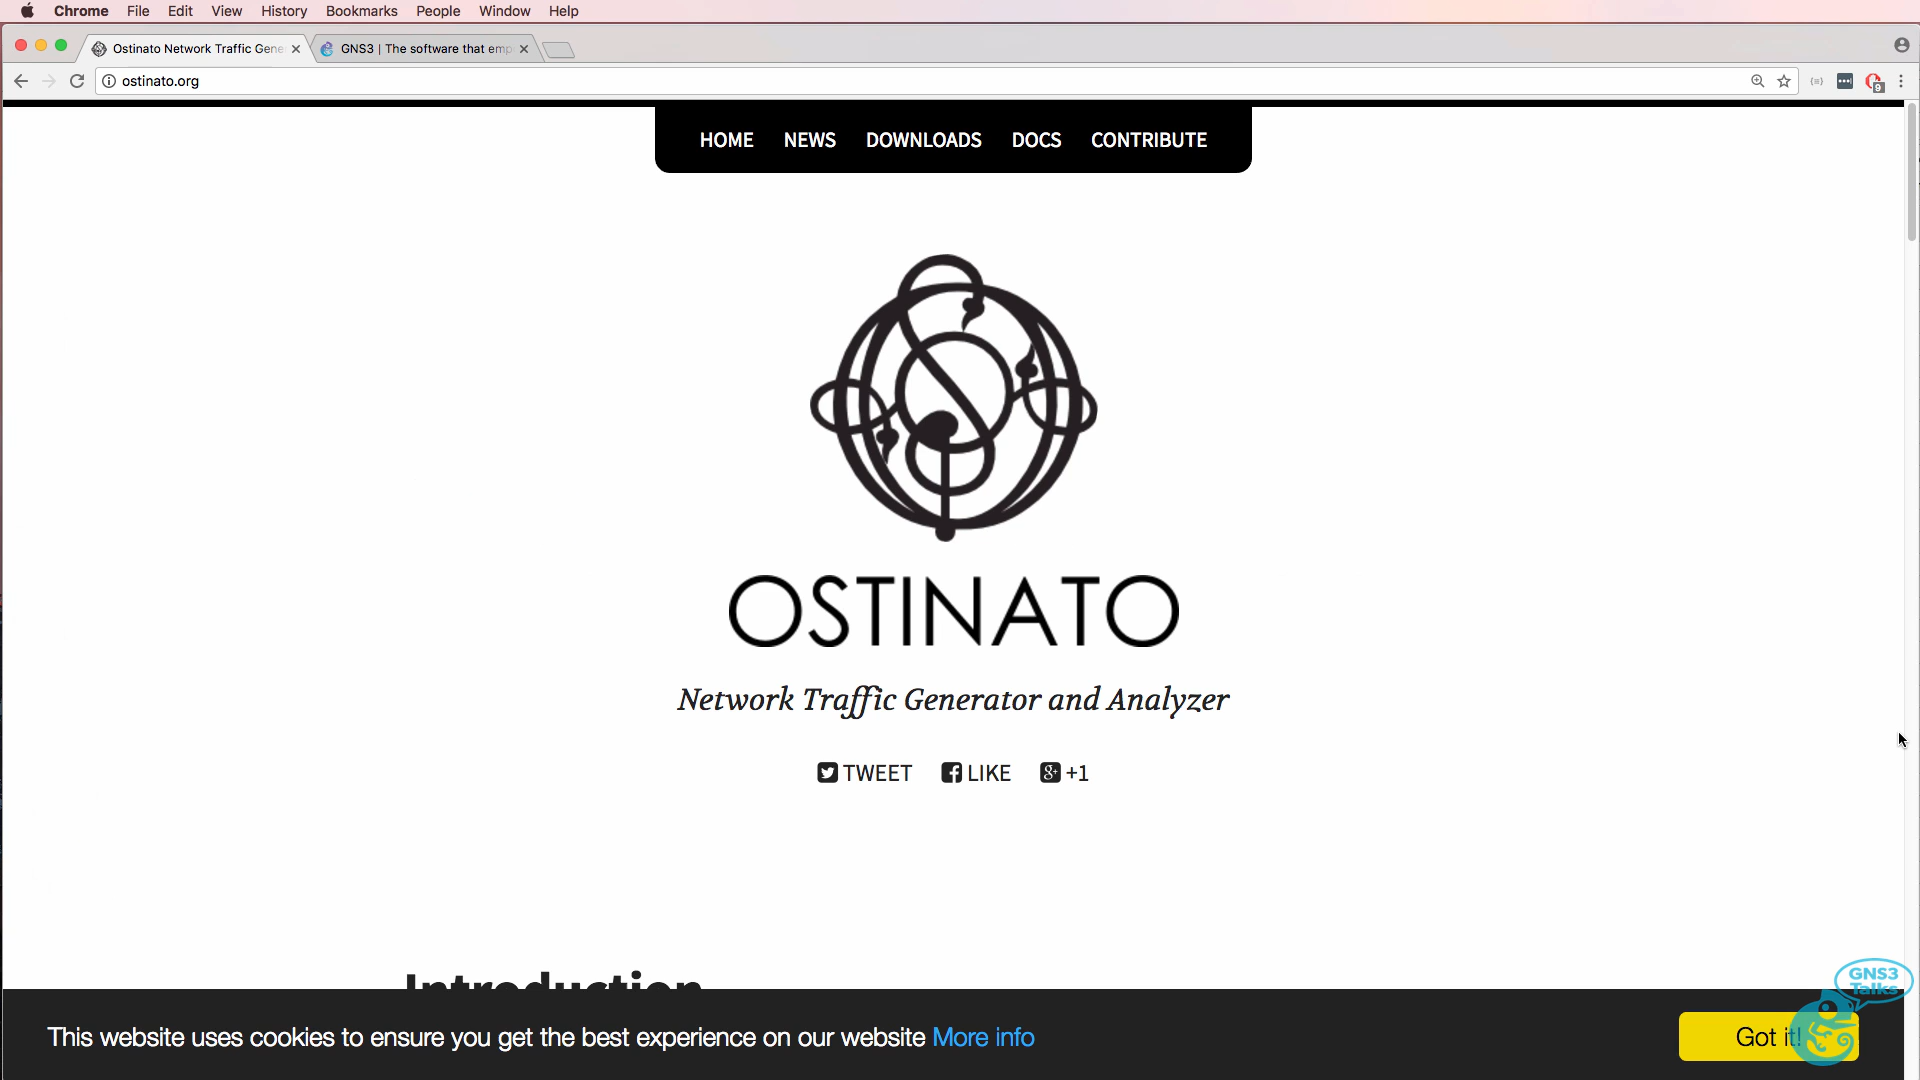 Chrome File Edit View History Bookmarks People Window Help
Ostinato Network Traffic Gene
GNS3 | The software that emp
ostinato.org
9
HOME NEWS DOWNLOADS DOCS CONTRIBUTE
OSTINATO
Network Traffic Generator and Analyzer
TWEET LIKE +1
Introduction
GNS3
Talks
This website uses cookies to ensure you get the best experience on our website More info
Got it!